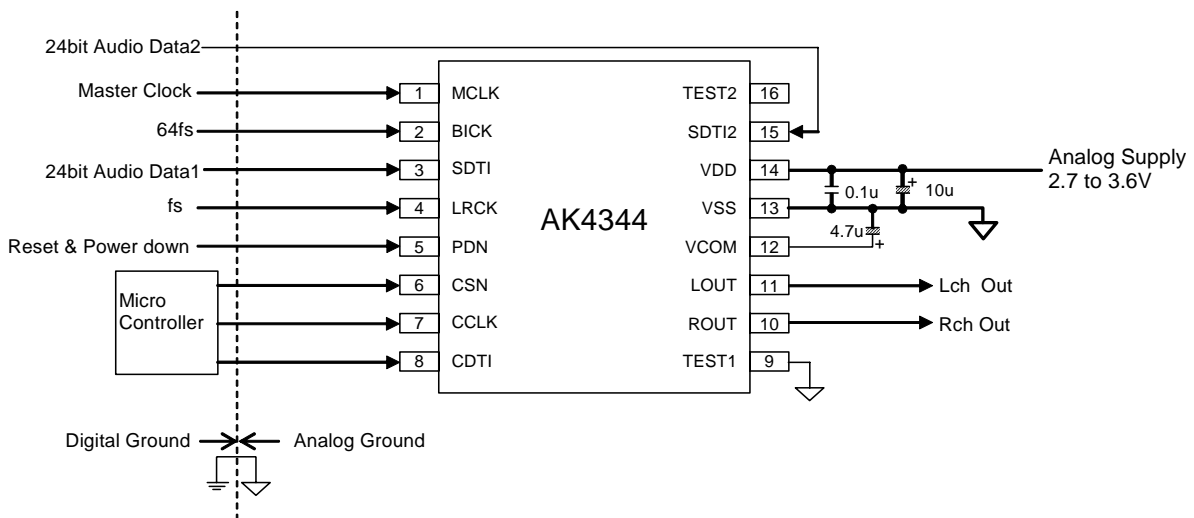 24bit Audio Data2
Master Clock
64fs
24bit Audio Data1
fs
Reset & Power down
Micro
Controller
1 MCLK
2 BICK
3 SDTI
4 LRCK
5 PDN
6 CSN
7 CCLK
8 CDTI
AK4344
TEST2 16
SDTI2 15
VDD 14
VSS 13
VCOM 12
LOUT 11
ROUT 10
TEST1 9
0.1u
+
10u
4.7u
+
Analog Supply
2.7 to 3.6V
Lch Out
Rch Out
Digital Ground
Analog Ground